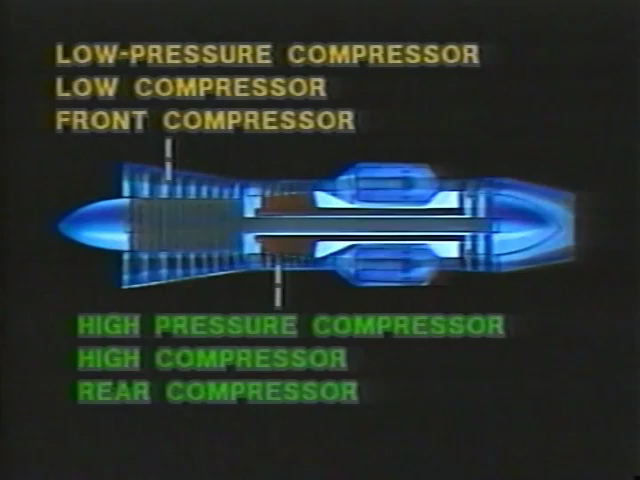 LOW-PRESSURE COMPRESSOR
LOW COMPRESSOR
FRONT COMPRESSOR
HIGH PRESSURE COMPRESSOR
HIGH COMPRESSOR
REAR COMPRESSOR